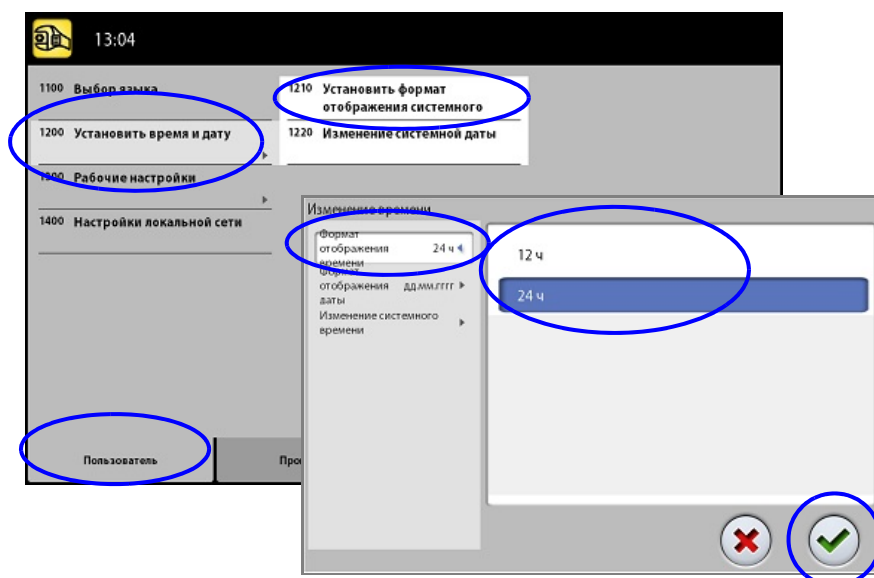 13:04
1100 Выбор языка
1200 Установить время и дату
1300 Рабочие настройки
1400 Настройки локальной сети
1210 Установить формат
отображения системного
1220 Изменение системной даты
Пользователь
Изменение времени
Формат
отображения 24 ч
времени
Формат
отображения дд.мм.гггг
даты
Изменение системного
времени
12 ч
24 ч